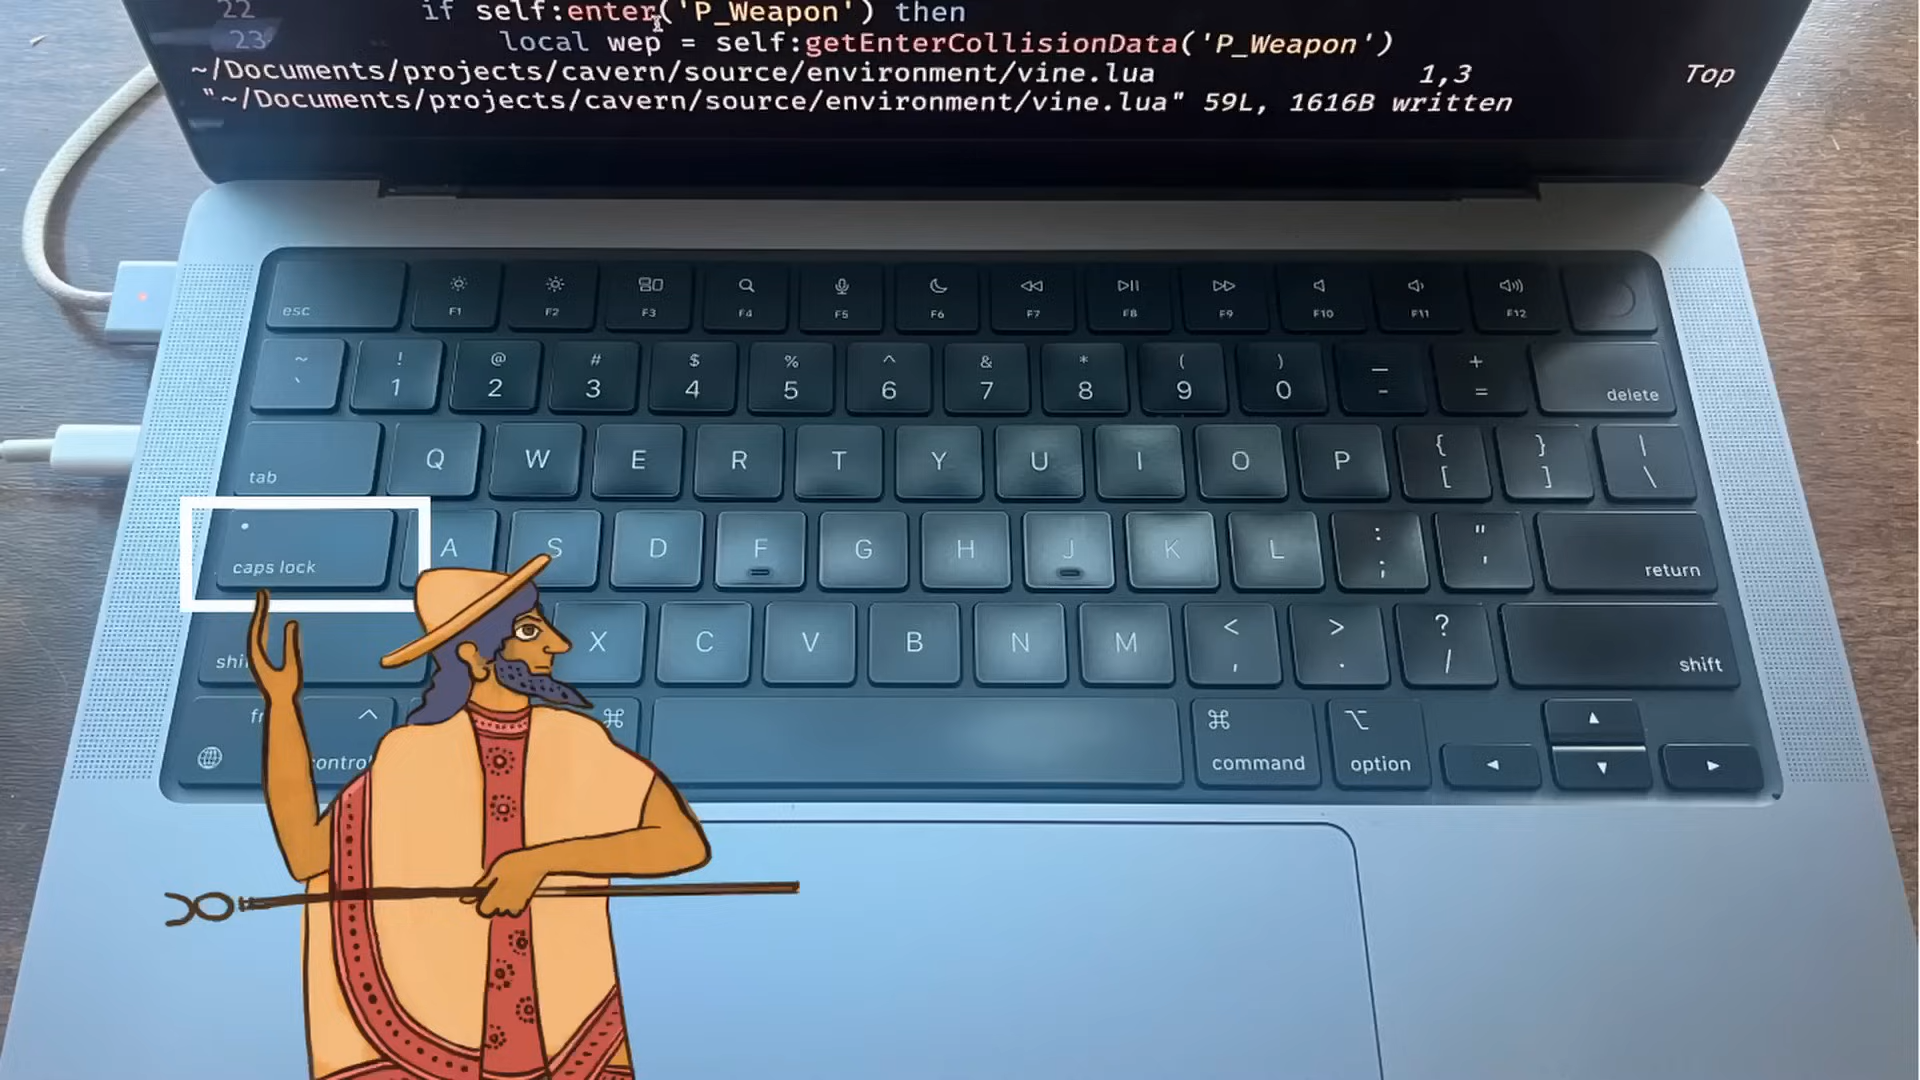 22 if self:enter('P_Weapon') then
23 local wep = self:getEnterCollisionData('P_Weapon')
~/Documents/projects/cavern/source/environment/vine.lua 1,3 Top
"~/Documents/projects/cavern/source/environment/vine.lua" 59L, 1616B written
esc F1 F2 F3 F4 F5 F6 F7 F8 F9 F10 F11 F12
~ ! @ # $ % ^ & * ( ) — +
` 1 2 3 4 5 6 7 8 9 0 - = delete
tab Q W E R T Y U I O P { [ } ] | \
caps lock A S D F G H J K L : ; " ' return
shi X C V B N M < , > . ? / shift
fn ⌘ ⌘ ⌥
control command option